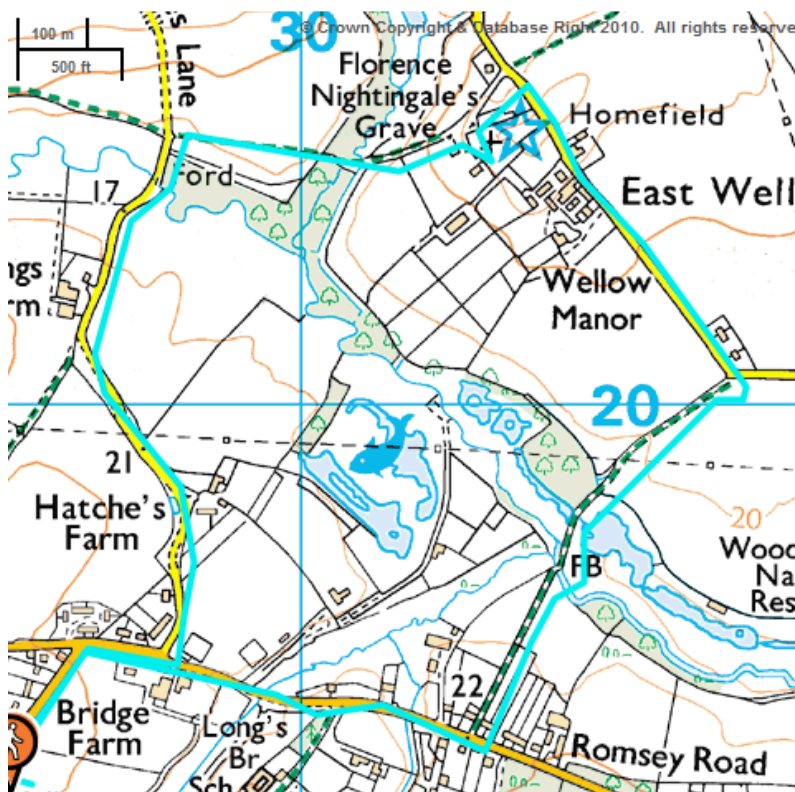 © Crown Copyright & Database Right 2010. All rights reserve
100 m
500 ft
30
s Lane
Florence
Nightingale's
Grave
Homefield
17
Ford
East Well
ngs
rm
Wellow
Manor
20
21
Hatche's
Farm
20
FB
Wood
Na
Res
22
Bridge
Farm
Long's
Br
Sch
Romsey Road